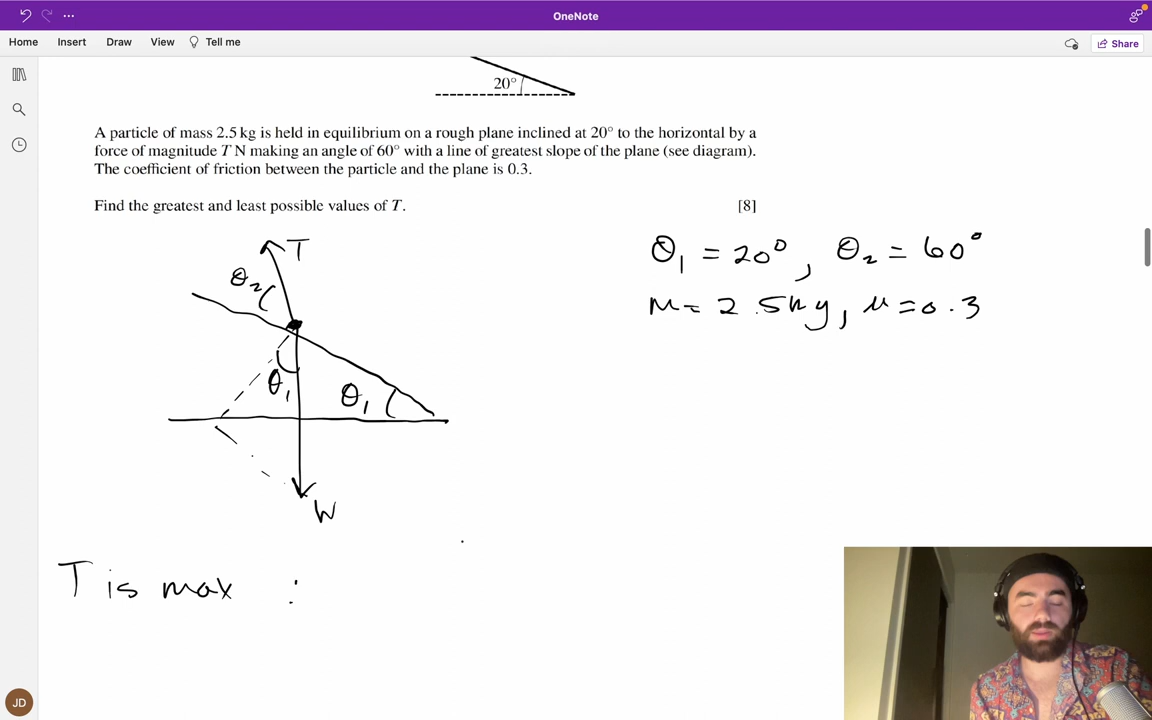 OneNote
Home Insert Draw View Tell me Share
20°
A particle of mass 2.5 kg is held in equilibrium on a rough plane inclined at 20° to the horizontal by a
force of magnitude T N making an angle of 60° with a line of greatest slope of the plane (see diagram).
The coefficient of friction between the particle and the plane is 0.3.
Find the greatest and least possible values of T. [8]
T
θ₂
θ₁ = 20°, θ₂ = 60°
M = 2.5kg, μ = 0.3
θ₁
θ₁
W
T is max :
JD